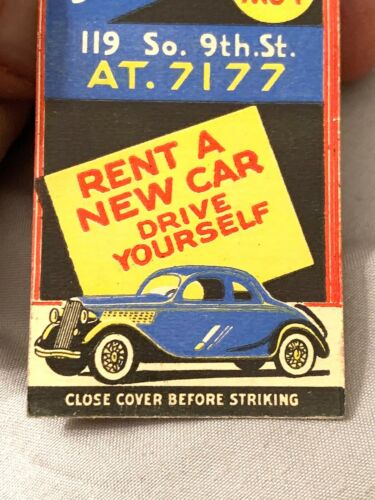 119 So. 9th.St.
AT. 7177
RENT A
NEW CAR
DRIVE
YOURSELF
CLOSE COVER BEFORE STRIKING